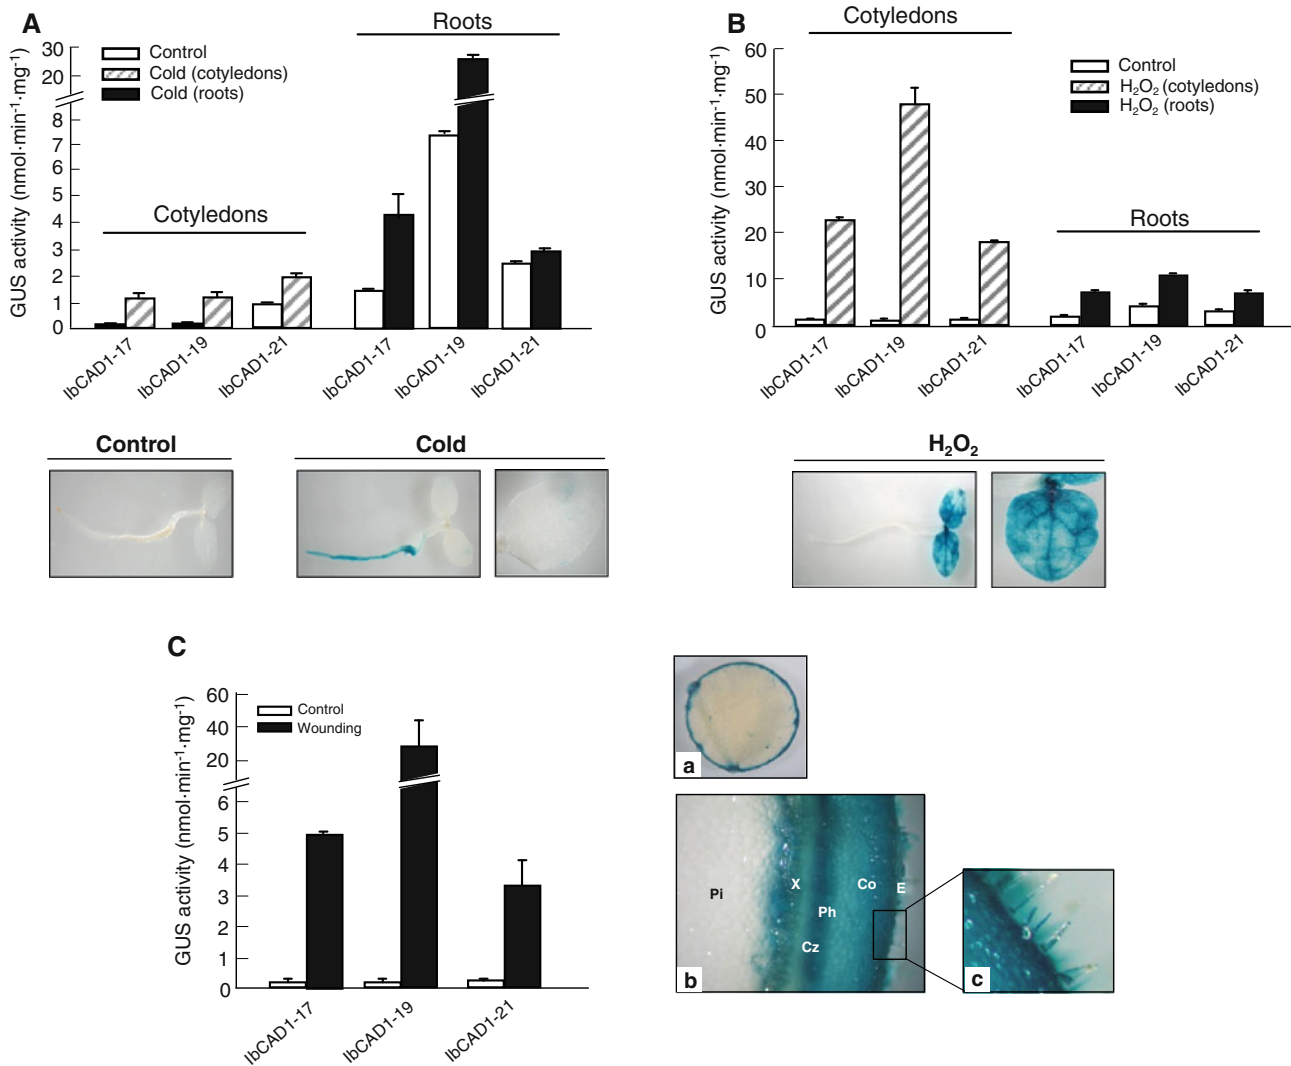 A
Roots
GUS activity (nmol·min⁻¹·mg⁻¹)
30
20
8
7
6
5
4
3
2
1
0
Control
Cold (cotyledons)
Cold (roots)
Cotyledons
IbCAD1-17
IbCAD1-19
IbCAD1-21
IbCAD1-17
IbCAD1-19
IbCAD1-21
B
Cotyledons
GUS activity (nmol·min⁻¹·mg⁻¹)
60
50
40
30
20
10
0
Control
H₂O₂ (cotyledons)
H₂O₂ (roots)
Roots
IbCAD1-17
IbCAD1-19
IbCAD1-21
IbCAD1-17
IbCAD1-19
IbCAD1-21
Control
Cold
H₂O₂
C
GUS activity (nmol·min⁻¹·mg⁻¹)
60
40
20
6
5
4
3
2
1
0
Control
Wounding
IbCAD1-17
IbCAD1-19
IbCAD1-21
a
Pi
X
Co
E
Ph
Cz
b
c